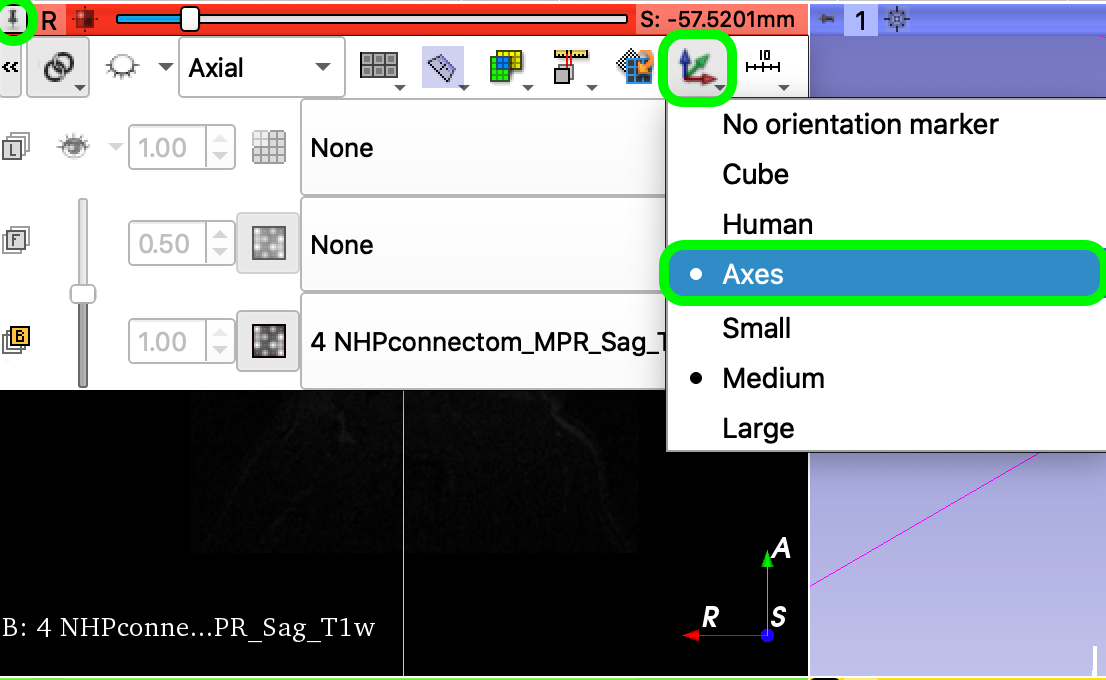 R S: -57.5201mm 1
« Axial 10
No orientation marker
L 1.00 None
Cube
Human
F 0.50 None
Axes
Small
B 1.00 4 NHPconnectom_MPR_Sag_
Medium
Large
A
R S
B: 4 NHPconne...PR_Sag_T1w